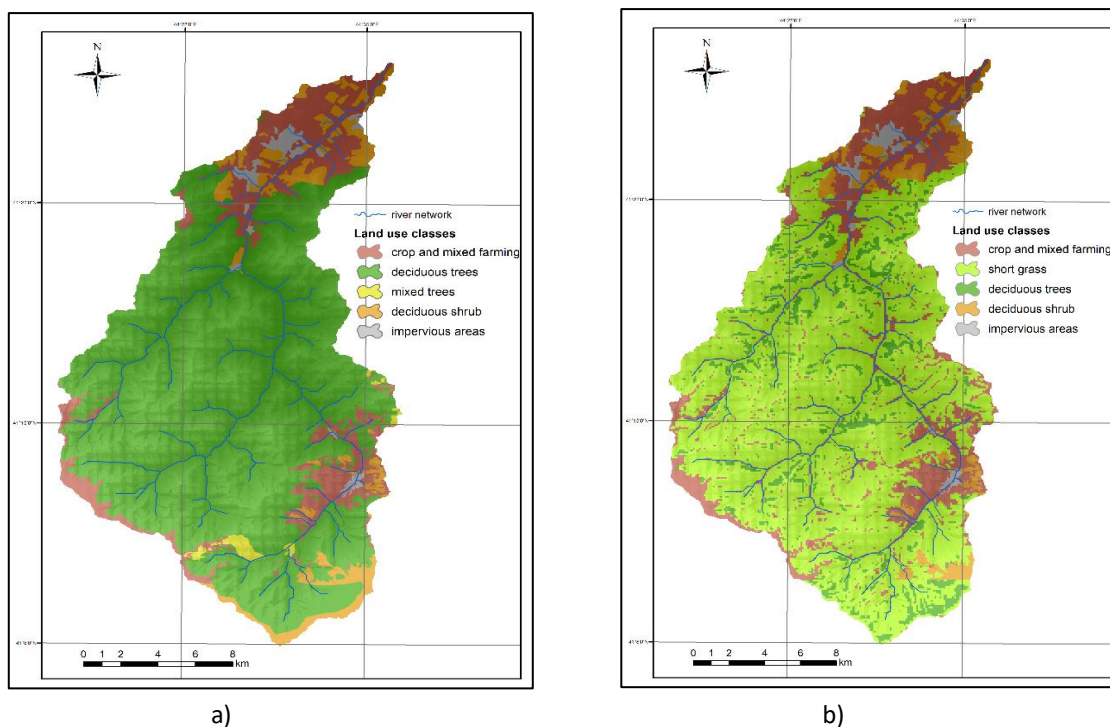 N
river network
Land use classes
crop and mixed farming
deciduous trees
mixed trees
deciduous shrub
impervious areas
0 1 2 4 6 8
km
a)
N
river network
Land use classes
crop and mixed farming
short grass
deciduous trees
deciduous shrub
impervious areas
0 1 2 4 6 8
km
b)